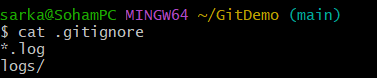 sarka@SohamPC MINGW64 ~/GitDemo (main)
$ cat .gitignore
*.log
logs/